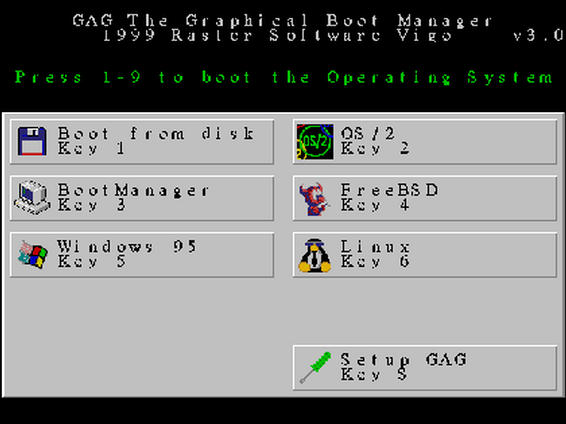 GAG The Graphical Boot Manager
1999 Raster Software Vigo v3.0
Press 1-9 to boot the Operating System
Boot from disk
Key 1
OS/2
OS/2
Key 2
BootManager
Key 3
FreeBSD
Key 4
Windows 95
Key 5
Linux
Key 6
Setup GAG
Key S